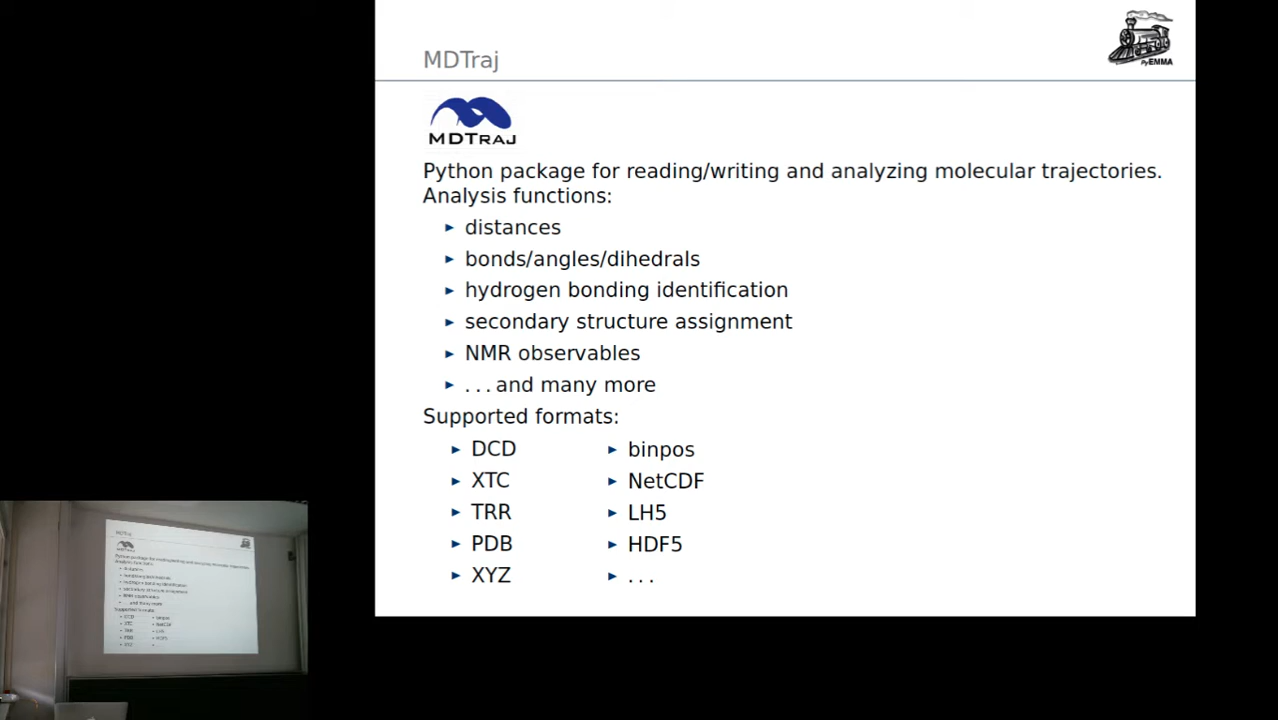 MDTraj
PyEMMA
MDTRAJ
Python package for reading/writing and analyzing molecular trajectories.
Analysis functions:
► distances
► bonds/angles/dihedrals
► hydrogen bonding identification
► secondary structure assignment
► NMR observables
► ...and many more
Supported formats:
► DCD
► XTC
► TRR
► PDB
► XYZ
► binpos
► NetCDF
► LH5
► HDF5
► ...